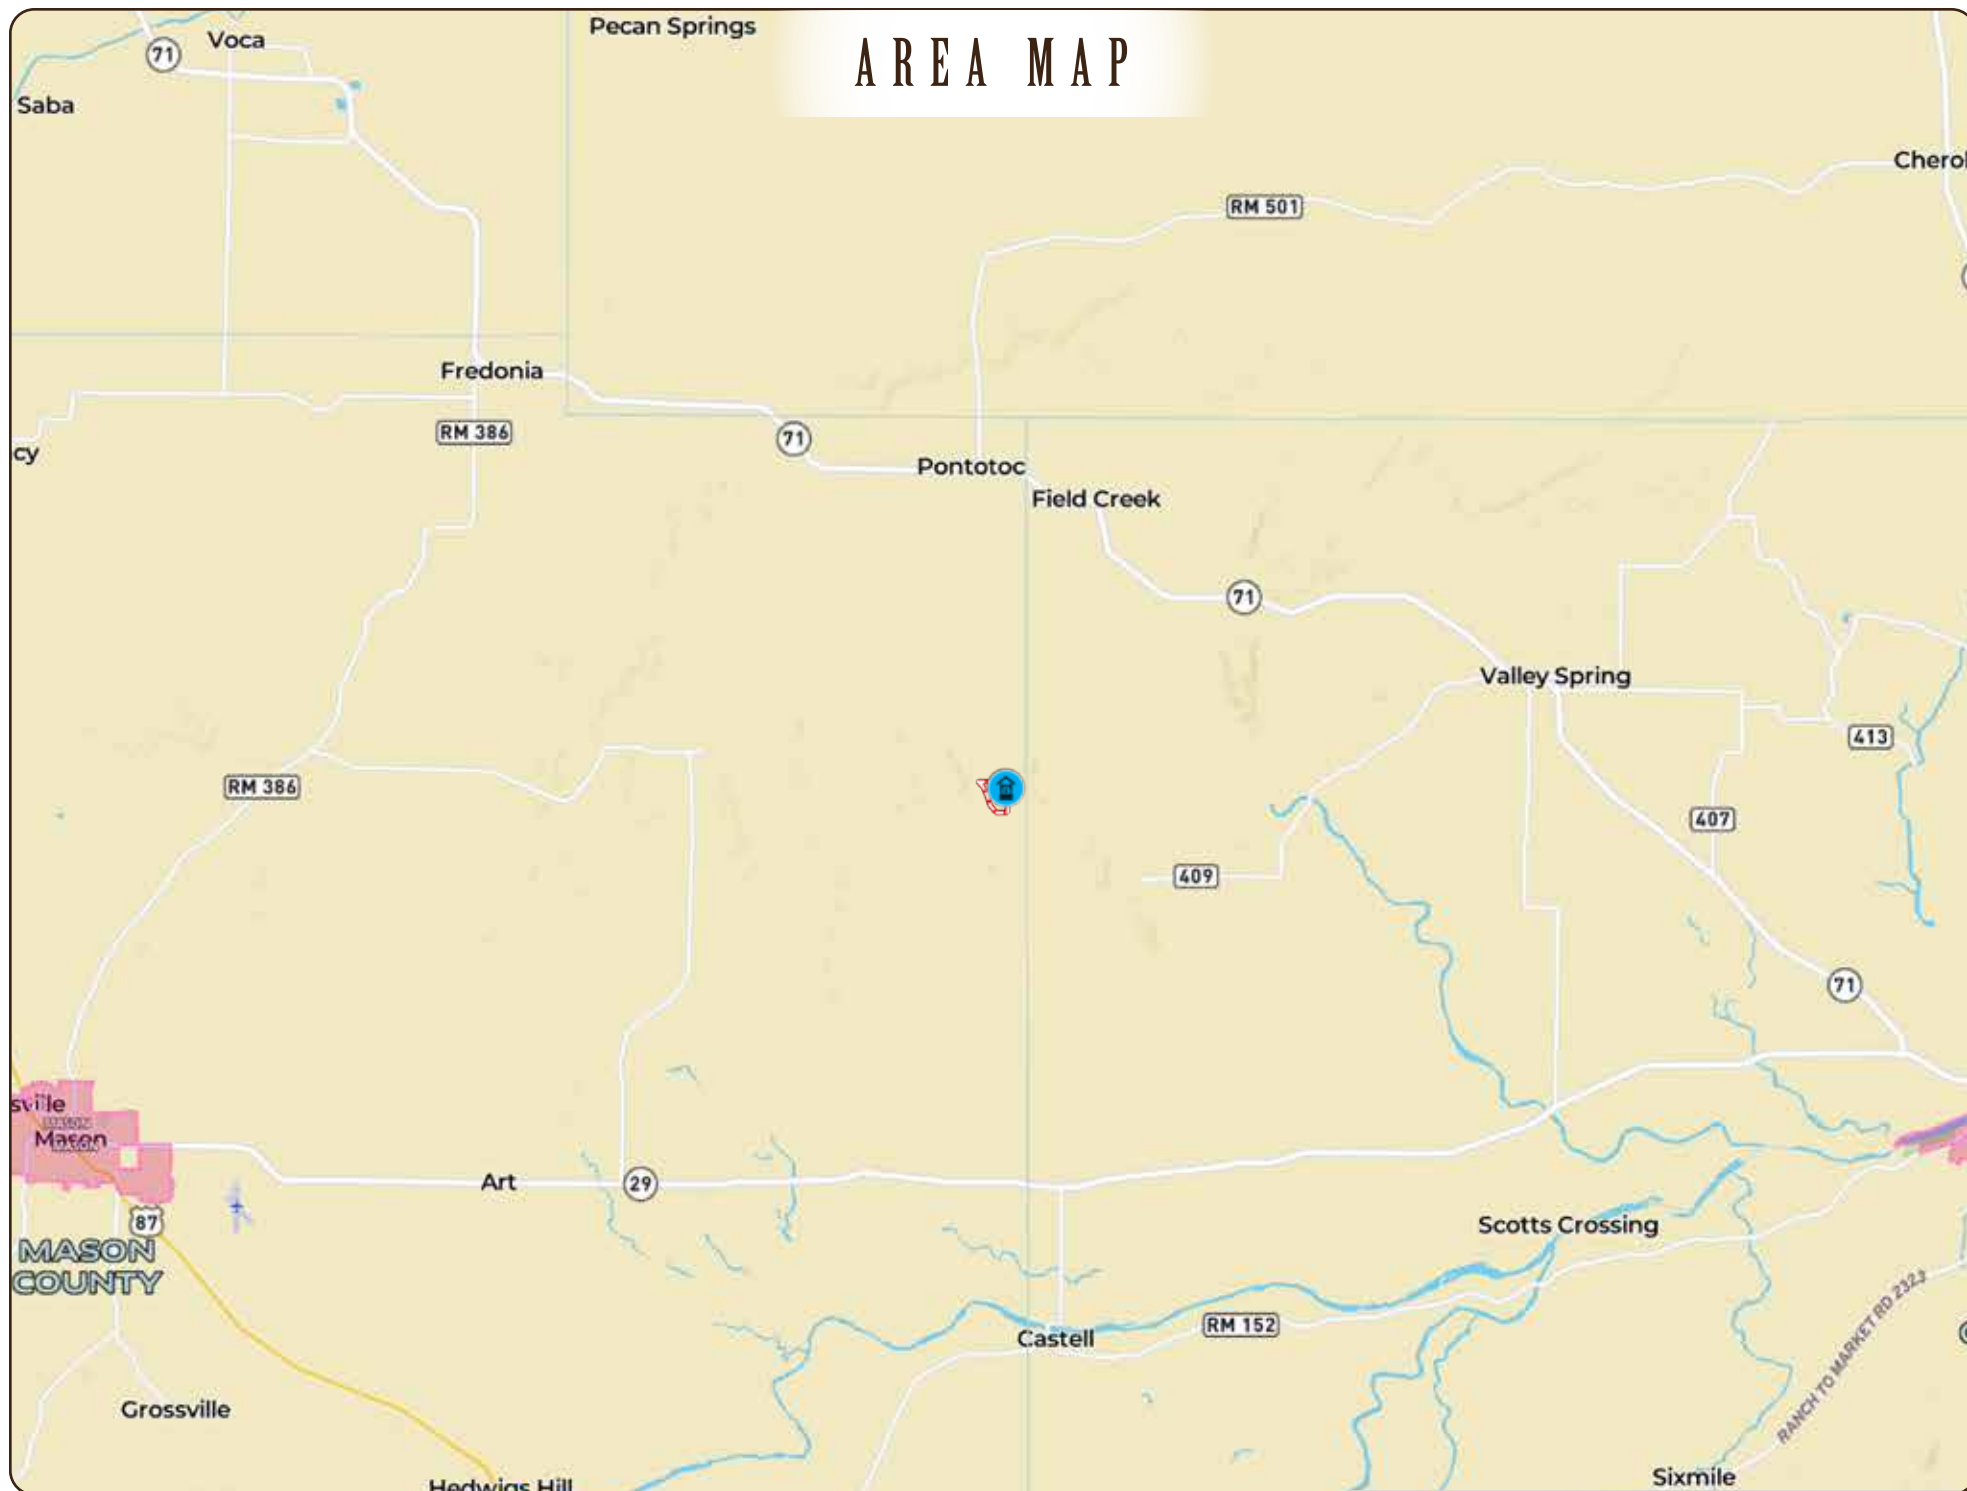 AREA MAP
Pecan Springs
Voca
71
Saba
RM 501
Fredonia
RM 386
cy
71
Pontotoc
Field Creek
71
Valley Spring
413
RM 386
407
409
71
sville
MASON
Mason
MASON
Art
29
87
Scotts Crossing
MASON
COUNTY
RANCH TO MARKET RD 2323
RM 152
Castell
Grossville
Sixmile
Hedwigs Hill